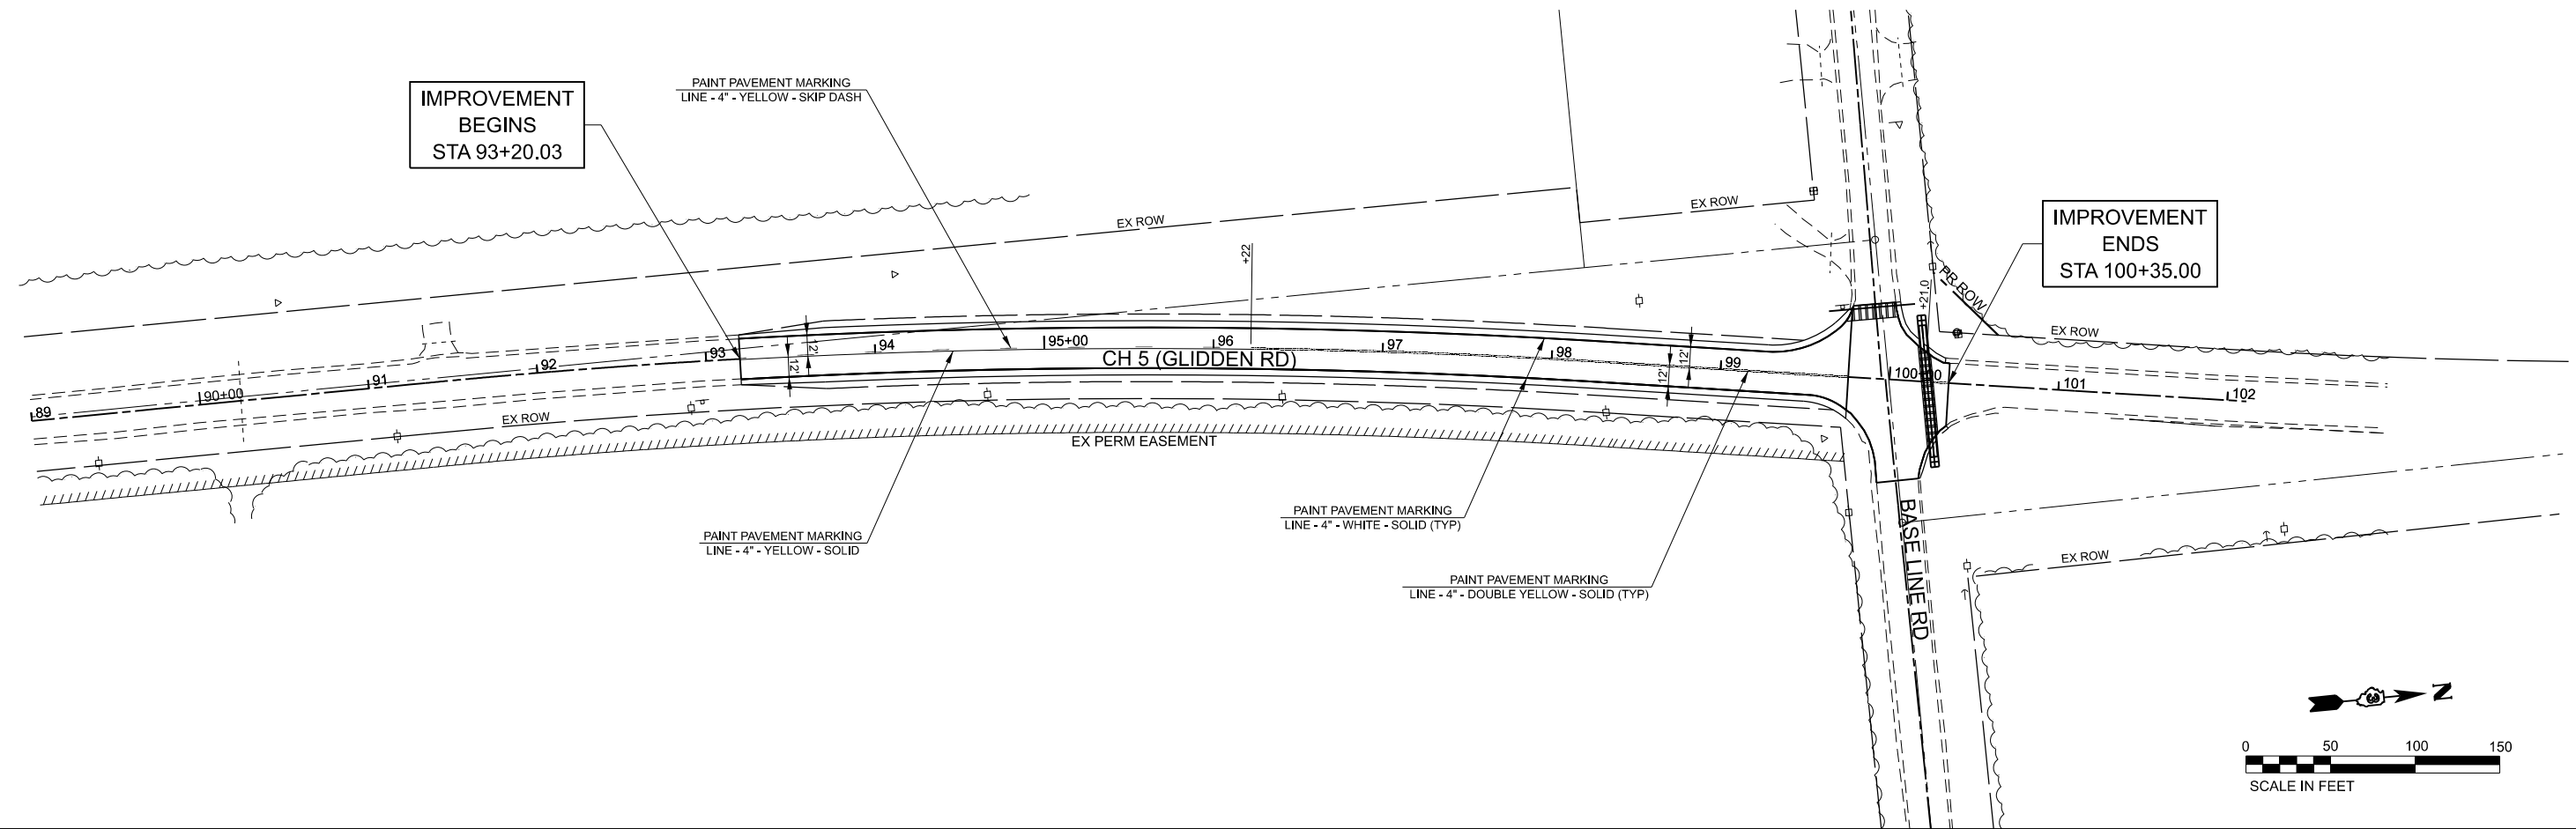 IMPROVEMENT
BEGINS
STA 93+20.03
PAINT PAVEMENT MARKING
LINE - 4" - YELLOW - SKIP DASH
EX ROW
EX ROW
IMPROVEMENT
ENDS
STA 100+35.00
+22
+21.0
PR ROW
EX ROW
89
90+00
91
92
93
94
95+00
96
97
98
99
100+00
101
102
12'
12'
12'
12'
CH 5 (GLIDDEN RD)
EX ROW
EX PERM EASEMENT
PAINT PAVEMENT MARKING
LINE - 4" - YELLOW - SOLID
PAINT PAVEMENT MARKING
LINE - 4" - WHITE - SOLID (TYP)
PAINT PAVEMENT MARKING
LINE - 4" - DOUBLE YELLOW - SOLID (TYP)
BASE LINE RD
EX ROW
N
0 50 100 150
SCALE IN FEET